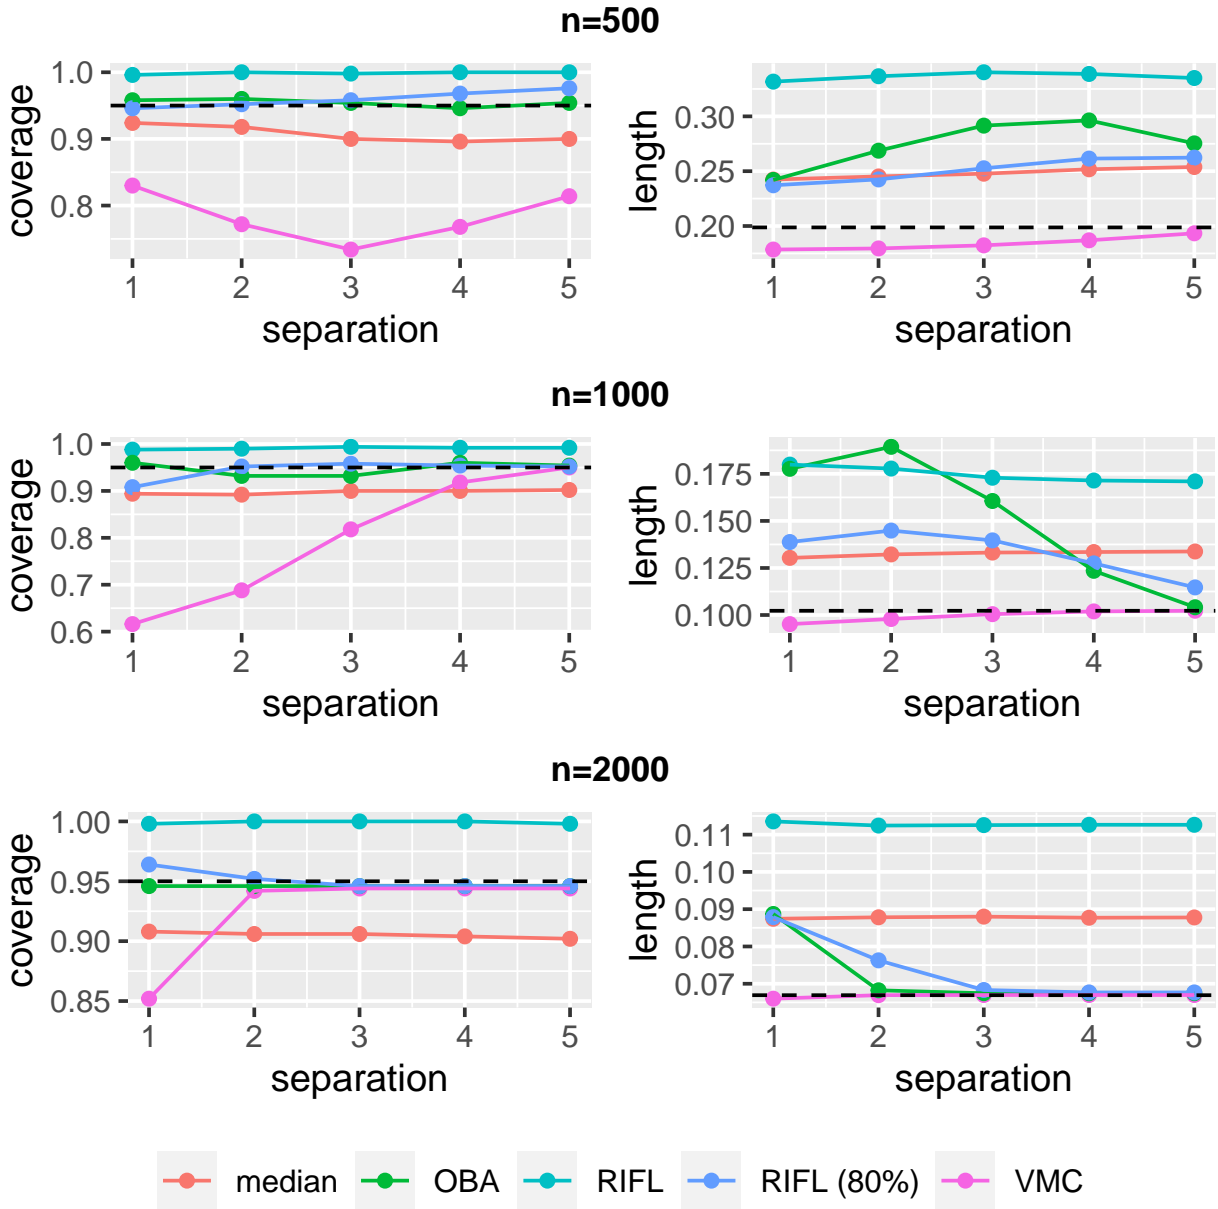 n=500
coverage
1.0
0.9
0.8
1 2 3 4 5
separation
length
0.30
0.25
0.20
1 2 3 4 5
separation
n=1000
coverage
1.0
0.9
0.8
0.7
0.6
1 2 3 4 5
separation
length
0.175
0.150
0.125
0.100
1 2 3 4 5
separation
n=2000
coverage
1.00
0.95
0.90
0.85
1 2 3 4 5
separation
length
0.11
0.10
0.09
0.08
0.07
1 2 3 4 5
separation
median OBA RIFL RIFL (80%) VMC